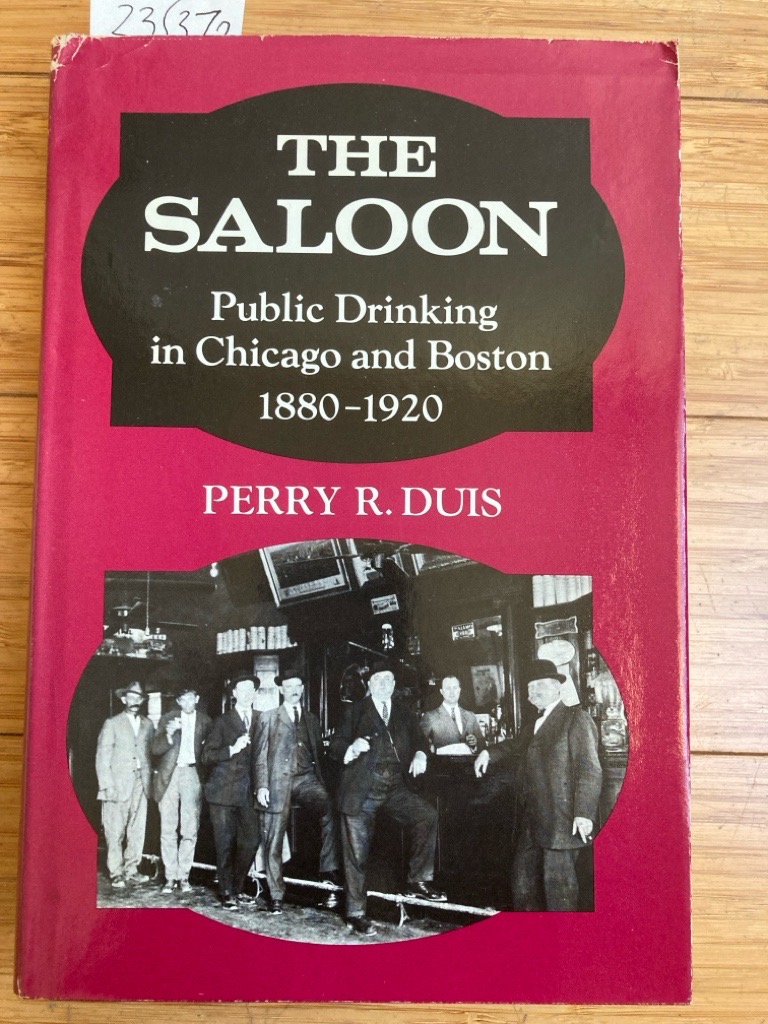 THE
SALOON
Public Drinking
in Chicago and Boston
1880–1920
PERRY R. DUIS